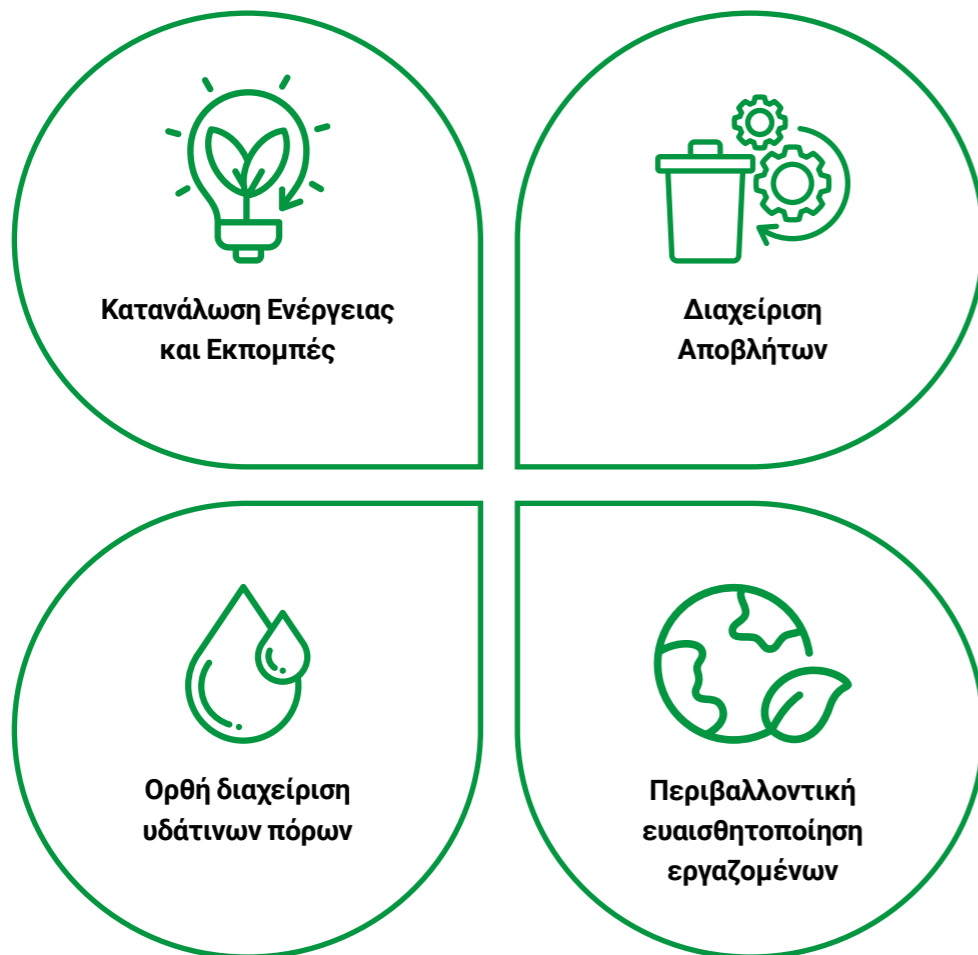 Κατανάλωση Ενέργειας
και Εκπομπές
Διαχείριση
Αποβλήτων
Ορθή διαχείριση
υδάτινων πόρων
Περιβαλλοντική
ευαισθητοποίηση
εργαζομένων